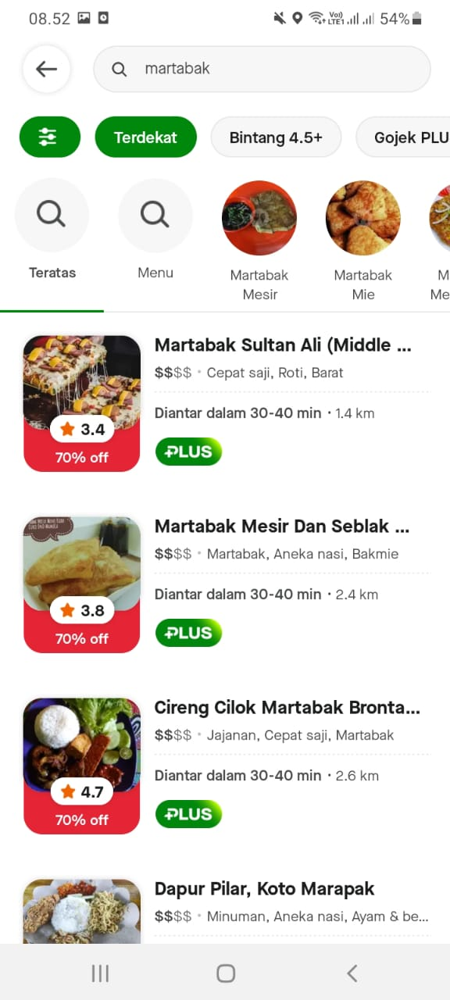 08.52
Vo)) LTE1 54%
martabak
Terdekat
Bintang 4.5+
Gojek PLU
Teratas
Menu
Martabak
Mesir
Martabak
Mie
M
Me
Martabak Sultan Ali (Middle ...
$$$$ • Cepat saji, Roti, Barat
Diantar dalam 30-40 min • 1.4 km
3.4
70% off
PLUS
Martabak Mesir Dan Seblak ...
$$$$ • Martabak, Aneka nasi, Bakmie
Diantar dalam 30-40 min • 2.4 km
3.8
70% off
PLUS
Cireng Cilok Martabak Bronta...
$$$$ • Jajanan, Cepat saji, Martabak
Diantar dalam 30-40 min • 2.6 km
4.7
70% off
PLUS
Dapur Pilar, Koto Marapak
$$$$ • Minuman, Aneka nasi, Ayam & be...